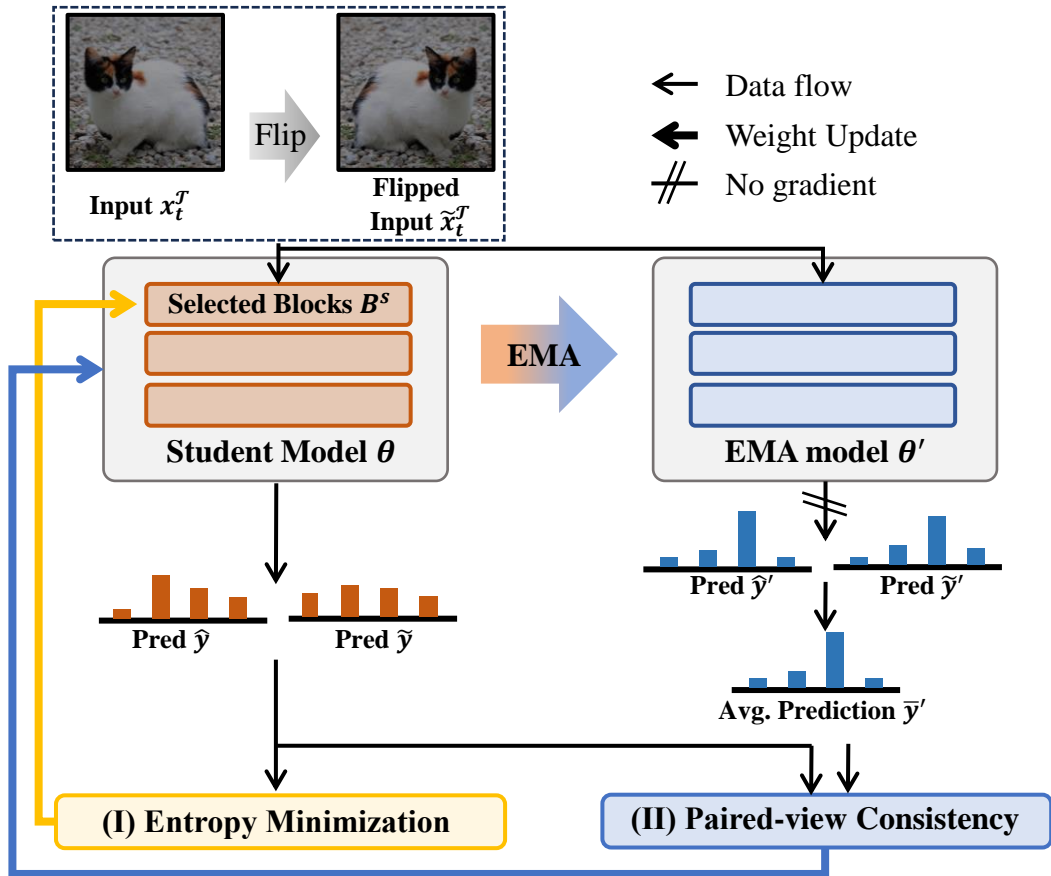 Flip
Input x_t^𝒯
Flipped
Input x̃_t^𝒯
Data flow
Weight Update
No gradient
Selected Blocks B^s
EMA
Student Model θ
EMA model θ′
Pred ŷ′
Pred ỹ′
Pred ŷ
Pred ỹ
Avg. Prediction ȳ′
(I) Entropy Minimization
(II) Paired-view Consistency